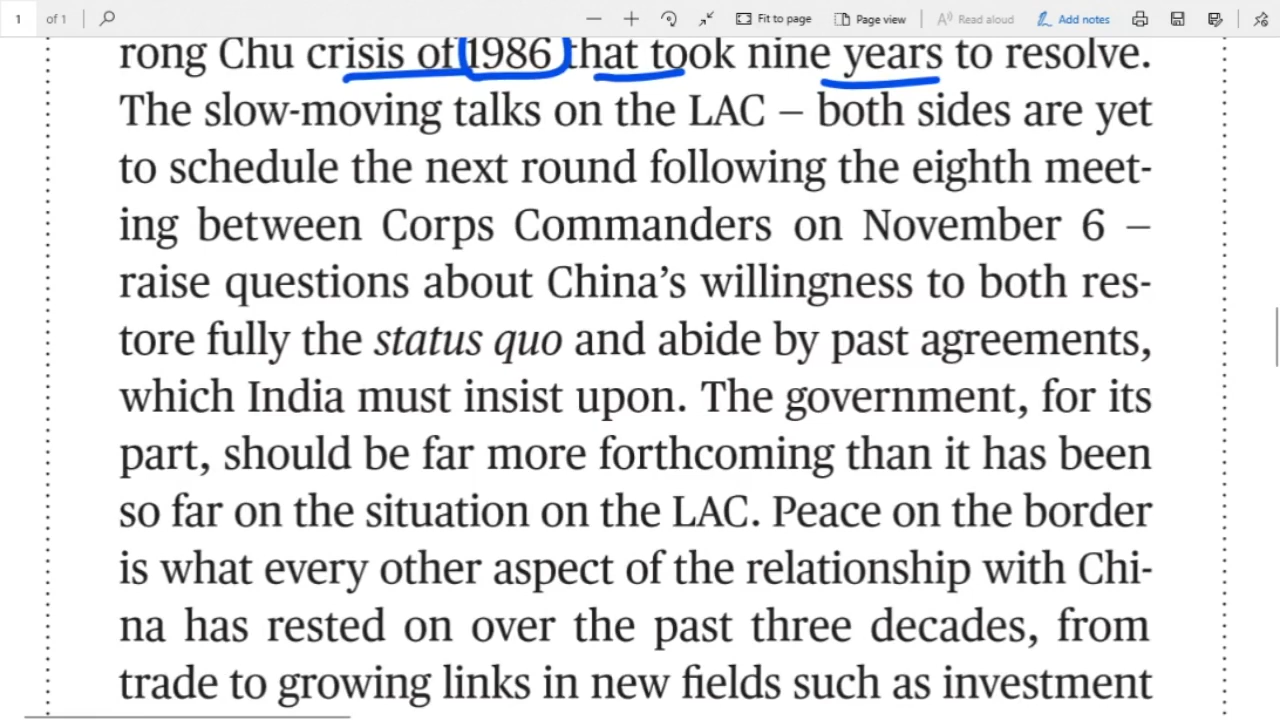 1 of 1 Fit to page Page view Read aloud Add notes
rong Chu crisis of 1986 that took nine years to resolve.
The slow-moving talks on the LAC – both sides are yet
to schedule the next round following the eighth meet-
ing between Corps Commanders on November 6 –
raise questions about China’s willingness to both res-
tore fully the status quo and abide by past agreements,
which India must insist upon. The government, for its
part, should be far more forthcoming than it has been
so far on the situation on the LAC. Peace on the border
is what every other aspect of the relationship with Chi-
na has rested on over the past three decades, from
trade to growing links in new fields such as investment